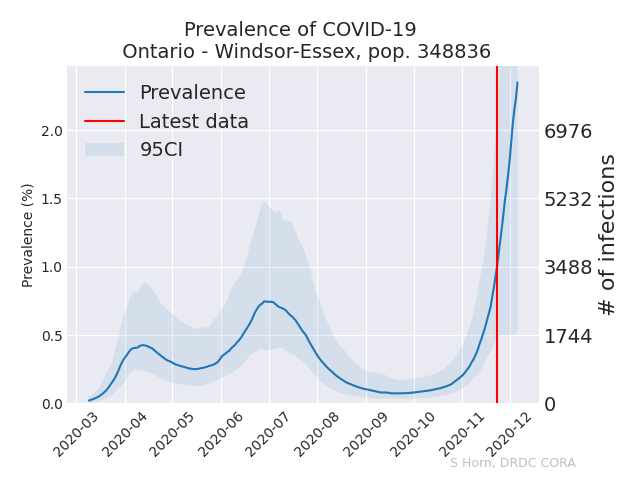 Prevalence of COVID-19
Ontario - Windsor-Essex, pop. 348836
Prevalence
Latest data
95CI
Prevalence (%)
2.0
1.5
1.0
0.5
0.0
6976
5232
3488
1744
0
# of infections
2020-03
2020-04
2020-05
2020-06
2020-07
2020-08
2020-09
2020-10
2020-11
2020-12
S Horn, DRDC CORA